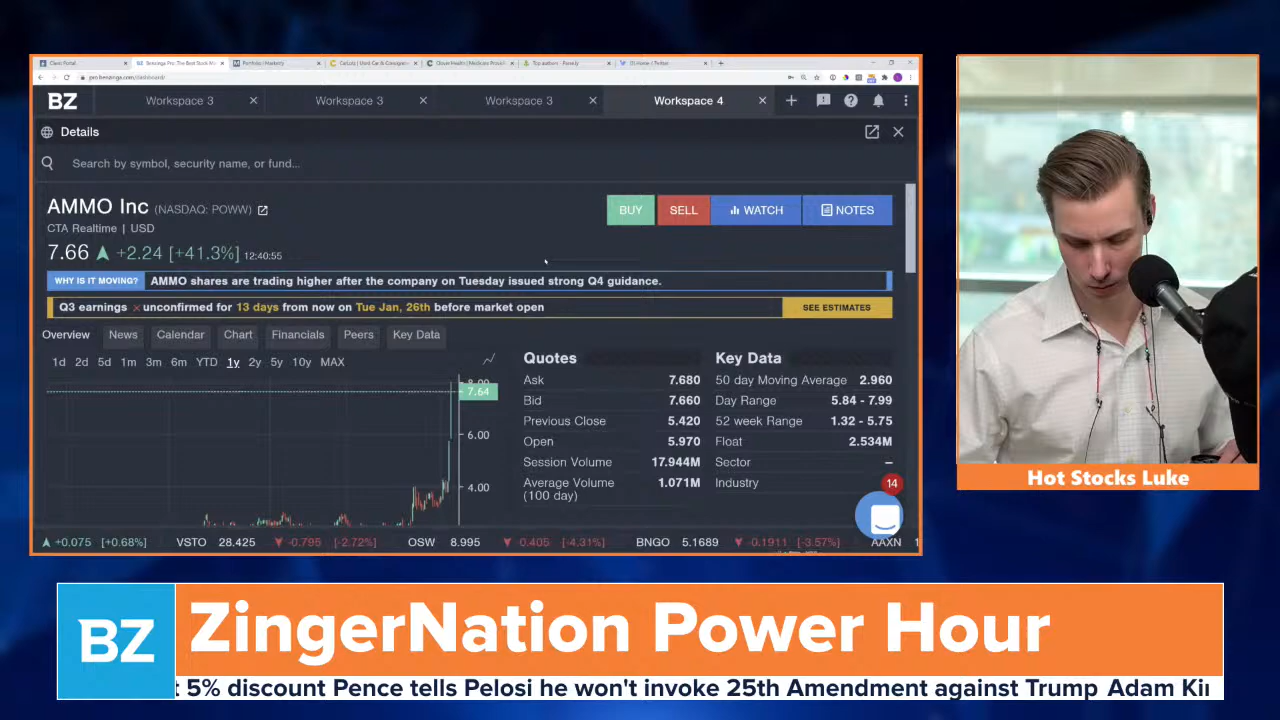 pro.benzinga.com/dashboard/
BZ
Workspace 3
Workspace 3
Workspace 3
Workspace 4
Details
Search by symbol, security name, or fund...
AMMO Inc (NASDAQ: POWW)
BUY
SELL
WATCH
NOTES
CTA Realtime | USD
7.66 +2.24 [+41.3%] 12:40:55
WHY IS IT MOVING? AMMO shares are trading higher after the company on Tuesday issued strong Q4 guidance.
Q3 earnings × unconfirmed for 13 days from now on Tue Jan, 26th before market open
SEE ESTIMATES
Overview News Calendar Chart Financials Peers Key Data
1d 2d 5d 1m 3m 6m YTD 1y 2y 5y 10y MAX
8.00
7.64
6.00
4.00
Quotes
Ask 7.680
Bid 7.660
Previous Close 5.420
Open 5.970
Session Volume 17.944M
Average Volume 1.071M
(100 day)
Key Data
50 day Moving Average 2.960
Day Range 5.84 - 7.99
52 week Range 1.32 - 5.75
Float 2.534M
Sector –
Industry
14
+0.075 [+0.68%] VSTO 28.425 -0.795 [-2.72%] OSW 8.995 0.405 [-4.31%] BNGO 5.1689 -0.1911 [-3.57%] AAXN 1
Hot Stocks Luke
BZ
ZingerNation Power Hour
t 5% discount Pence tells Pelosi he won't invoke 25th Amendment against Trump Adam Kin